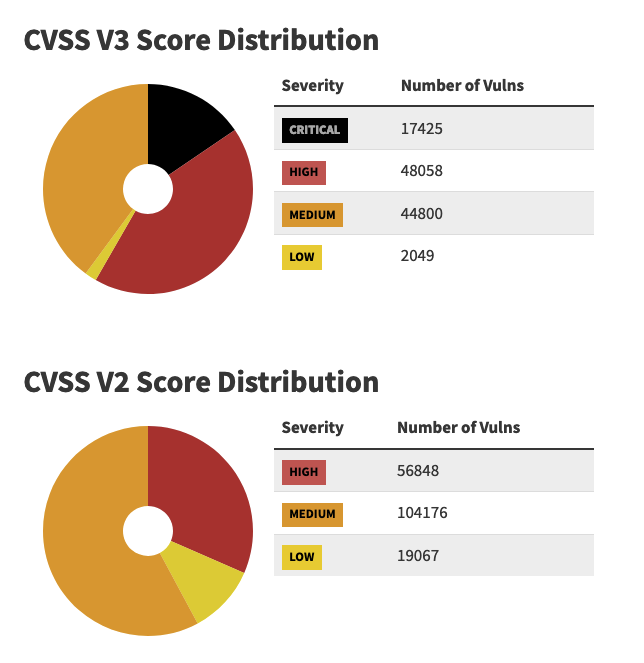 CVSS V3 Score Distribution
Severity Number of Vulns
CRITICAL 17425
HIGH 48058
MEDIUM 44800
LOW 2049
CVSS V2 Score Distribution
Severity Number of Vulns
HIGH 56848
MEDIUM 104176
LOW 19067